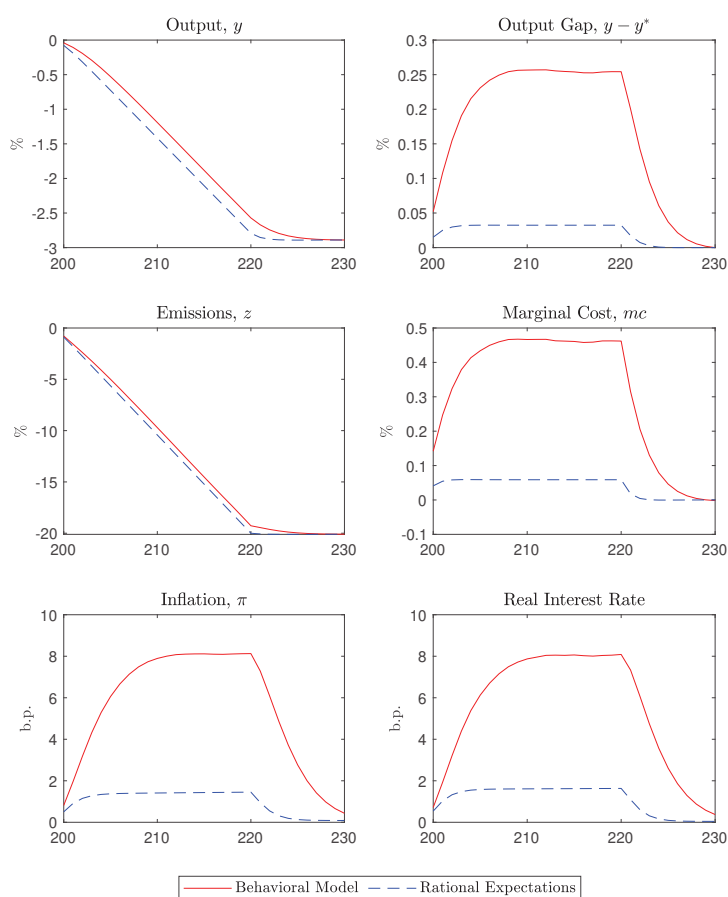 Output, y
0
-0.5
-1
-1.5
-2
-2.5
-3
%
200 210 220 230
Output Gap, y − y*
0.3
0.25
0.2
0.15
0.1
0.05
0
%
200 210 220 230
Emissions, z
0
-5
-10
-15
-20
%
200 210 220 230
Marginal Cost, mc
0.5
0.4
0.3
0.2
0.1
0
-0.1
%
200 210 220 230
Inflation, π
10
8
6
4
2
0
b.p.
200 210 220 230
Real Interest Rate
10
8
6
4
2
0
b.p.
200 210 220 230
Behavioral Model Rational Expectations